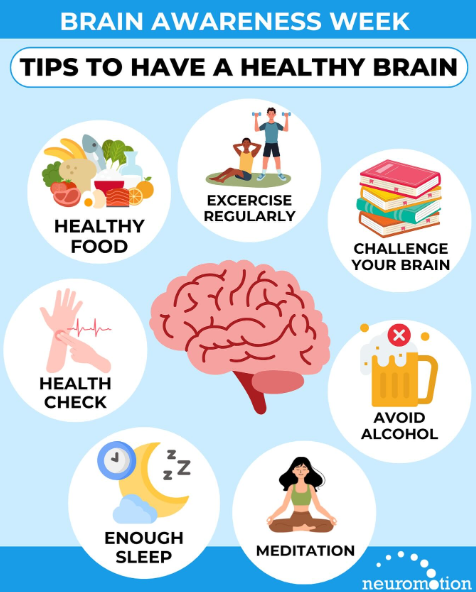 BRAIN AWARENESS WEEK
TIPS TO HAVE A HEALTHY BRAIN
HEALTHY
FOOD
EXCERCISE
REGULARLY
CHALLENGE
YOUR BRAIN
HEALTH
CHECK
AVOID
ALCOHOL
ENOUGH
SLEEP
Z
Z
Z
MEDITATION
neuromotion